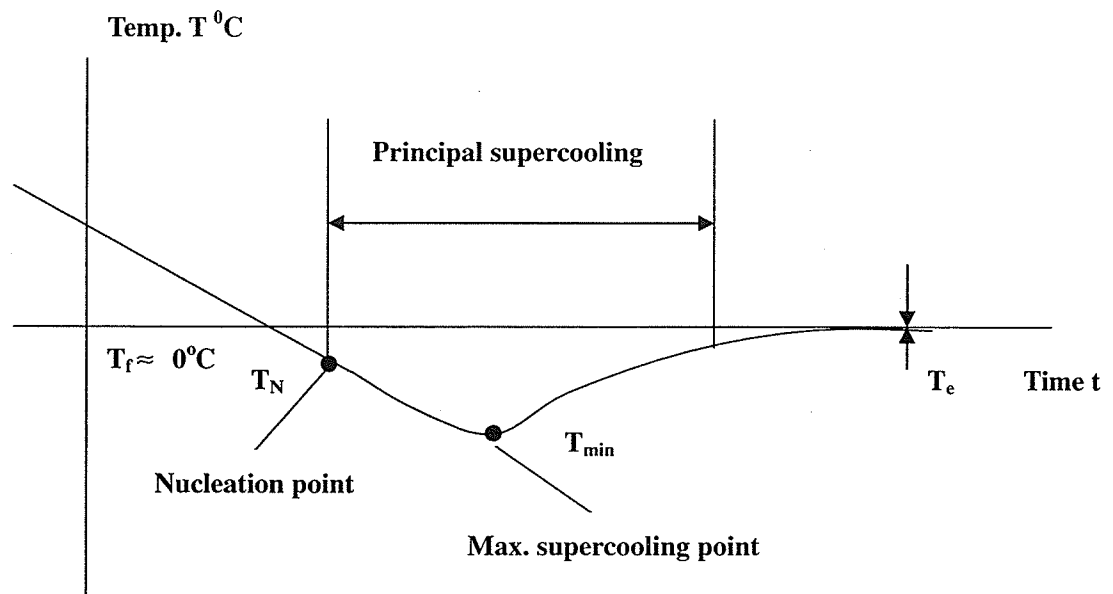 Temp. T ⁰C
Principal supercooling
T_f ≈ 0°C
T_N
T_e
Time t
T_min
Nucleation point
Max. supercooling point